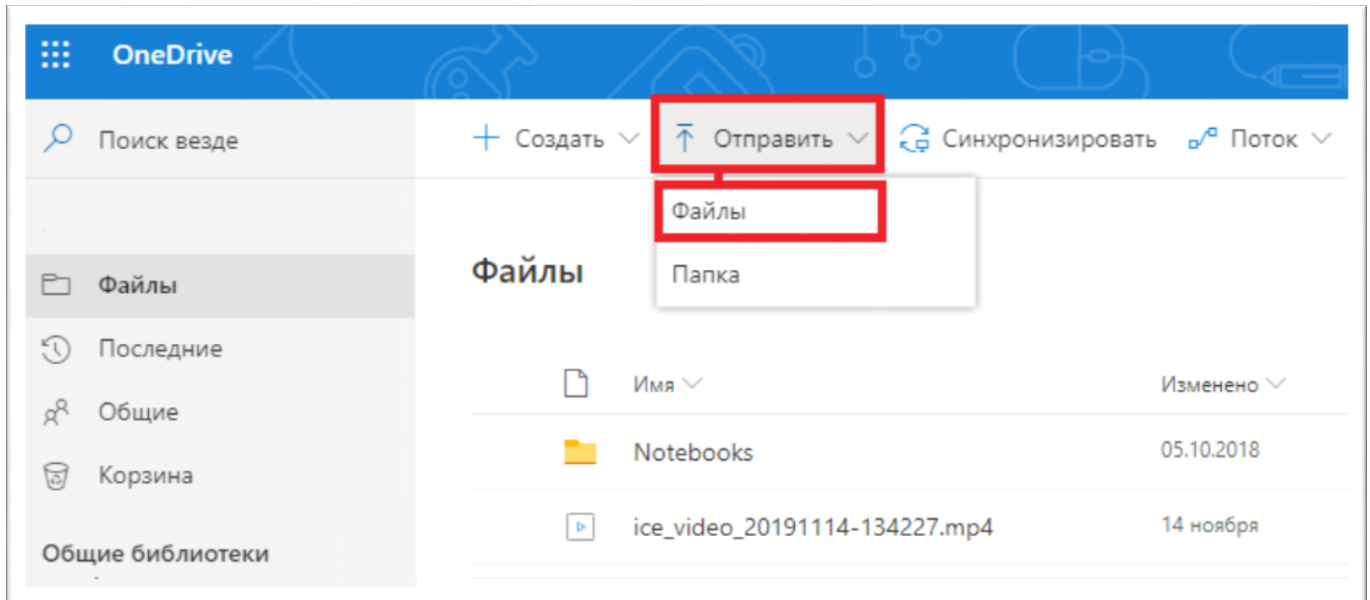 OneDrive
Поиск везде
Создать Отправить Синхронизировать Поток
Файлы
Папка
Файлы
Последние
Общие
Корзина
Общие библиотеки
Файлы
Имя Изменено
Notebooks 05.10.2018
ice_video_20191114-134227.mp4 14 ноября